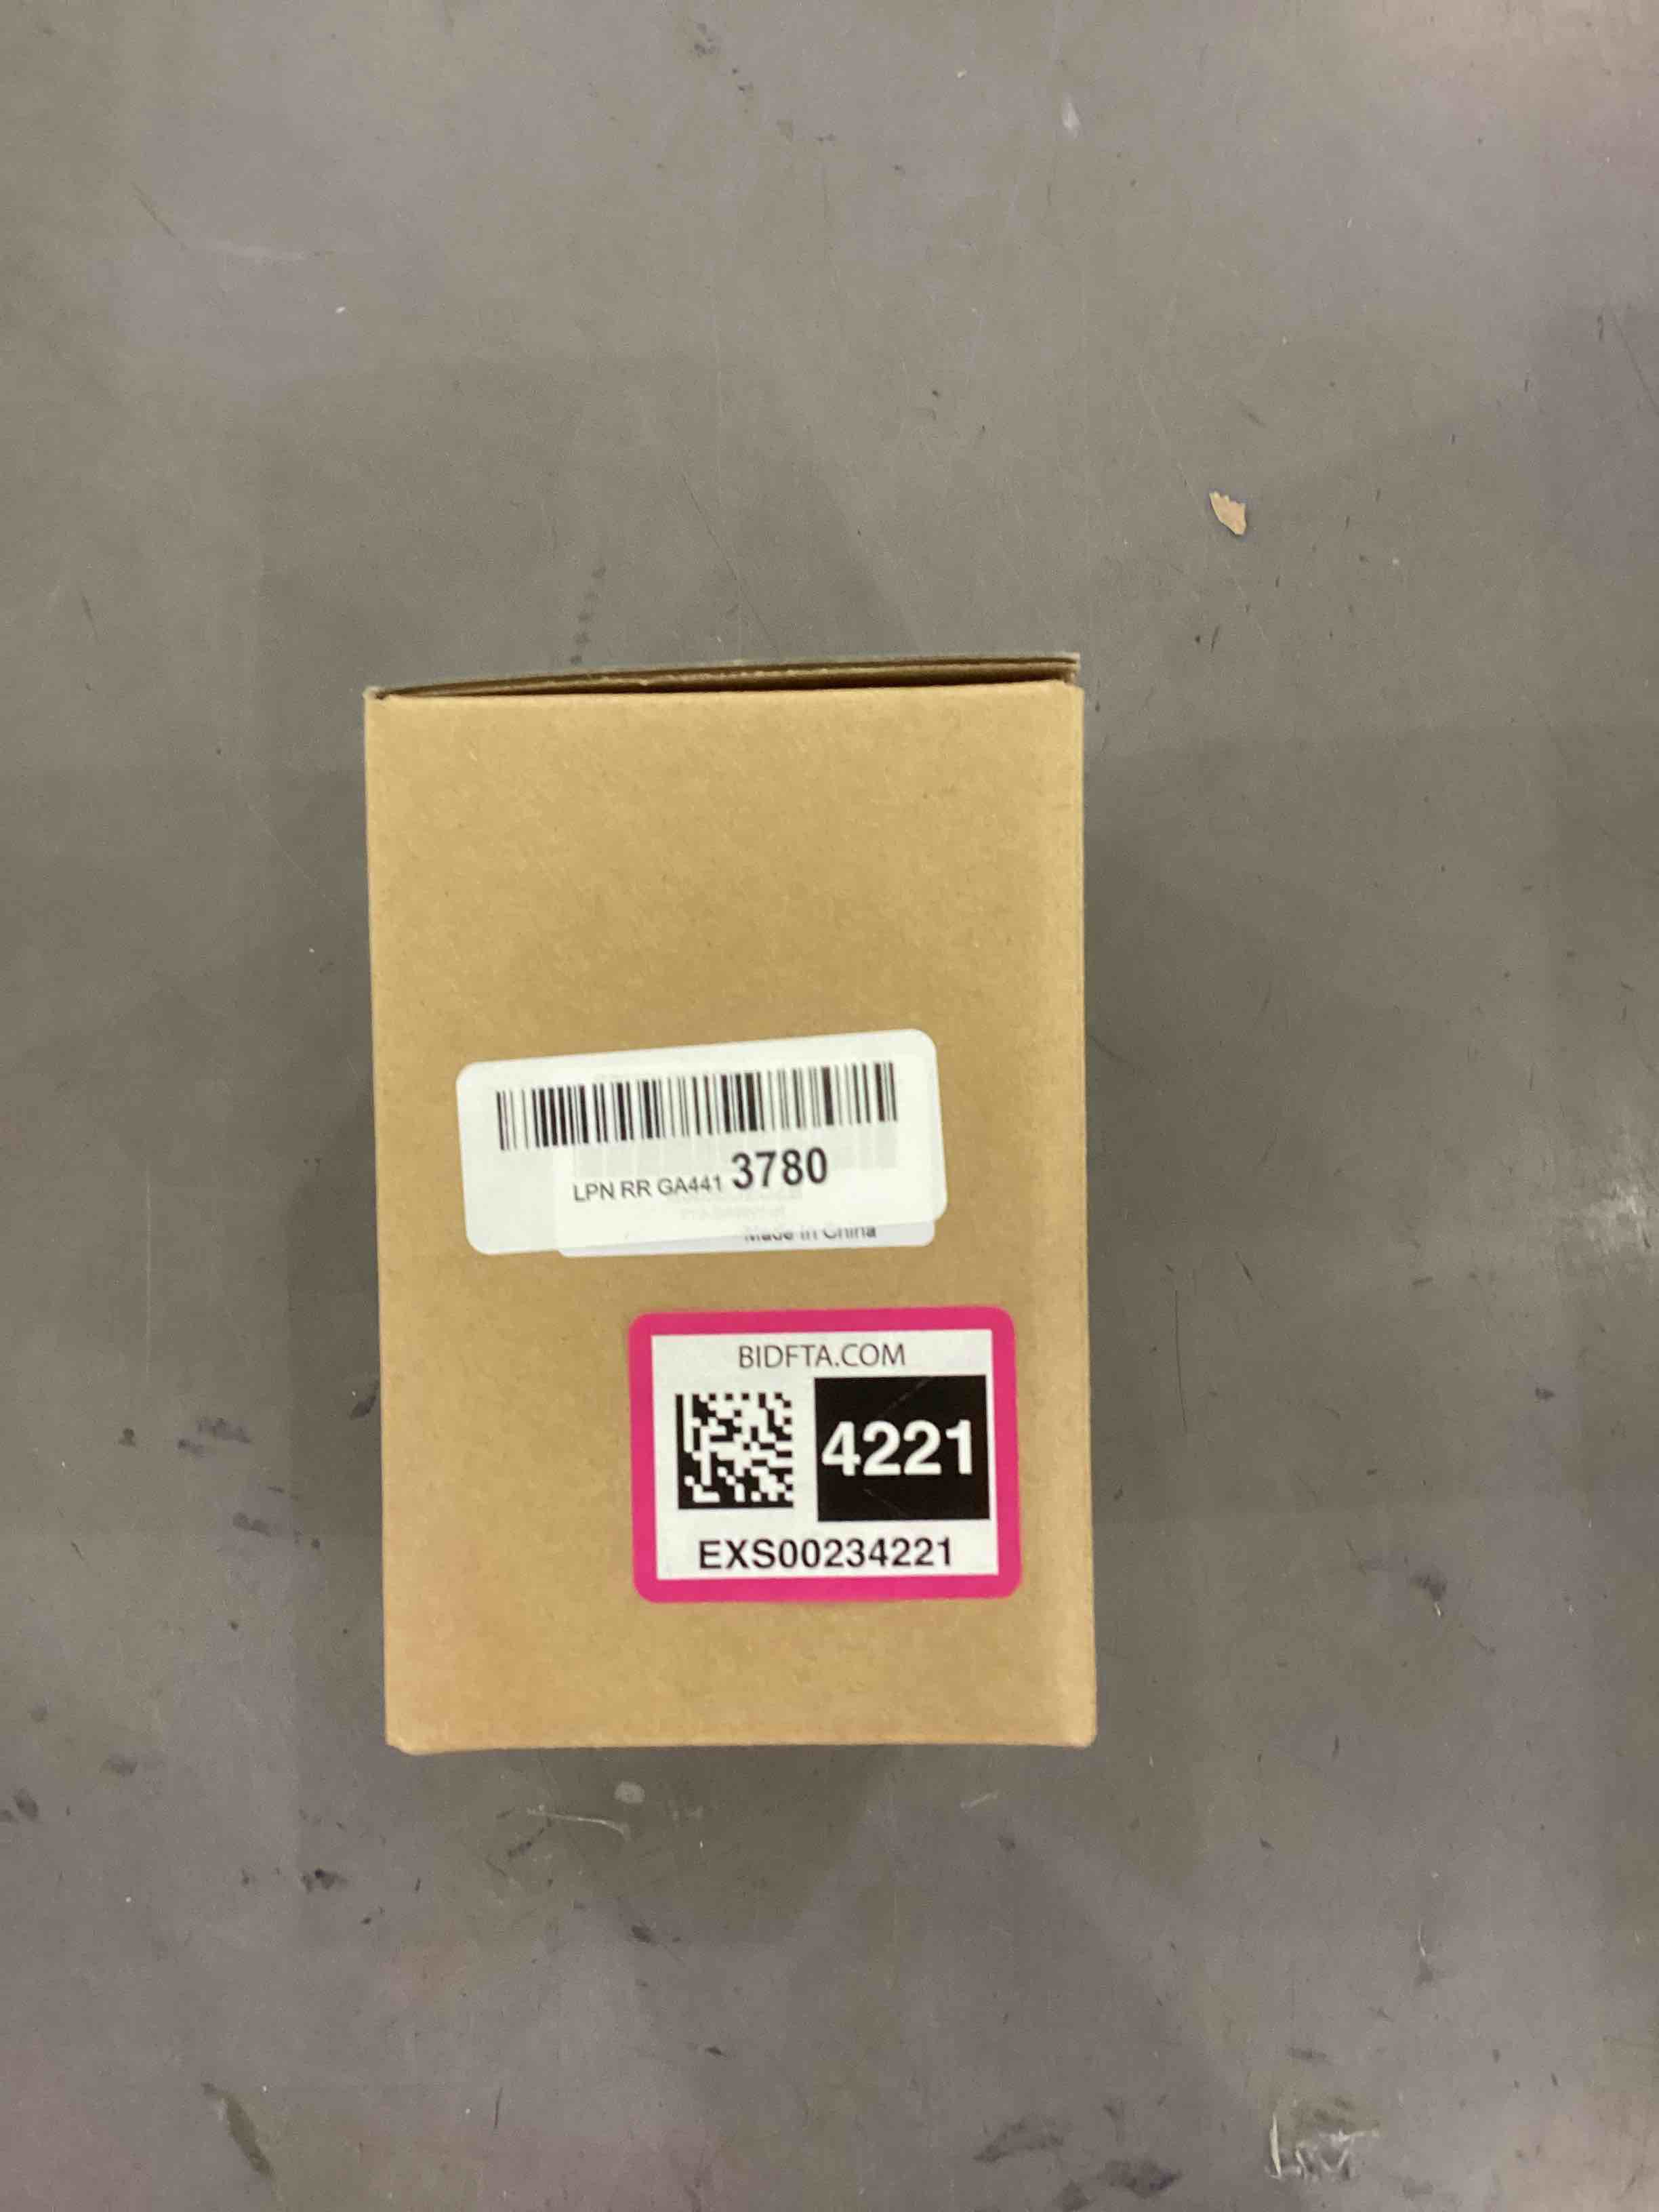 LPN RR GA441 3780
Made in China
BIDFTA.COM
4221
EXS00234221